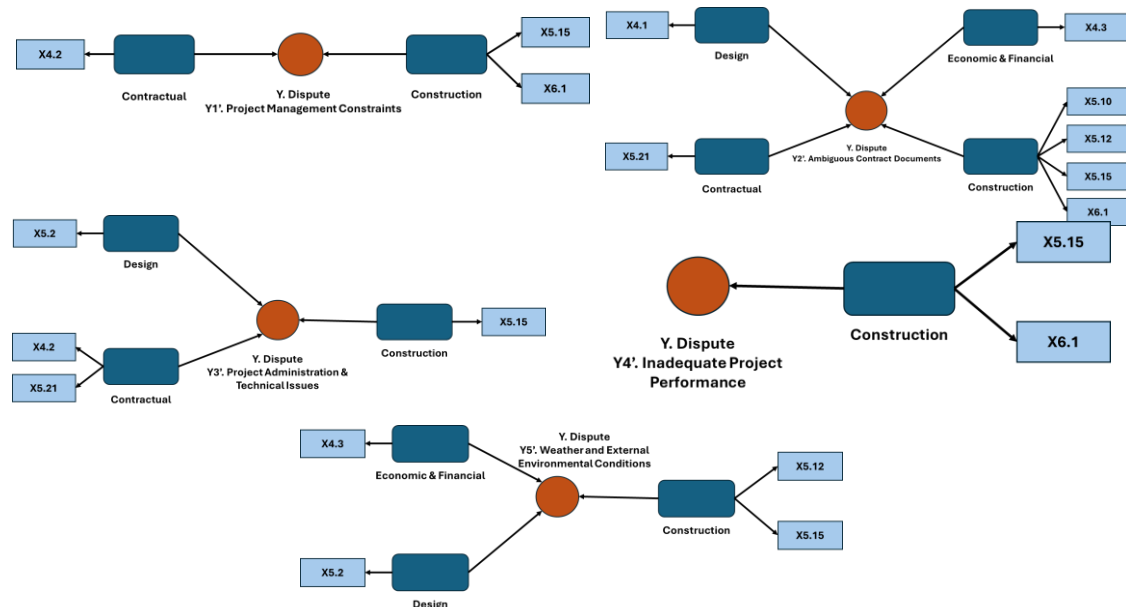 X4.2
Contractual
Y. Dispute
Y1'. Project Management Constraints
Construction
X5.15
X6.1
X4.1
Design
Economic & Financial
X4.3
X5.21
Contractual
Y. Dispute
Y2'. Ambiguous Contract Documents
Construction
X5.10
X5.12
X5.15
X6.1
X5.2
Design
X4.2
X5.21
Contractual
Y. Dispute
Y3'. Project Administration &
Technical Issues
Construction
X5.15
Y. Dispute
Y4'. Inadequate Project
Performance
Construction
X5.15
X6.1
X4.3
Economic & Financial
Y. Dispute
Y5'. Weather and External
Environmental Conditions
X5.2
Design
Construction
X5.12
X5.15